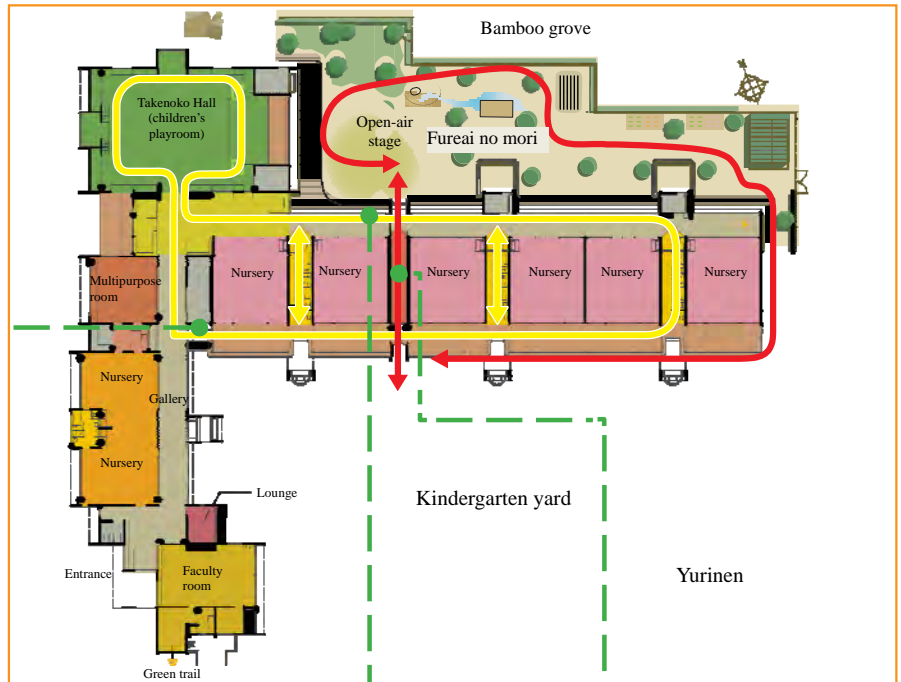 Bamboo grove
Takenoko Hall
(children's
playroom)
Open-air
stage
Fureai no mori
Nursery
Nursery
Nursery
Nursery
Nursery
Nursery
Multipurpose
room
Nursery
Gallery
Nursery
Lounge
Kindergarten yard
Entrance
Faculty
room
Yurinen
Green trail